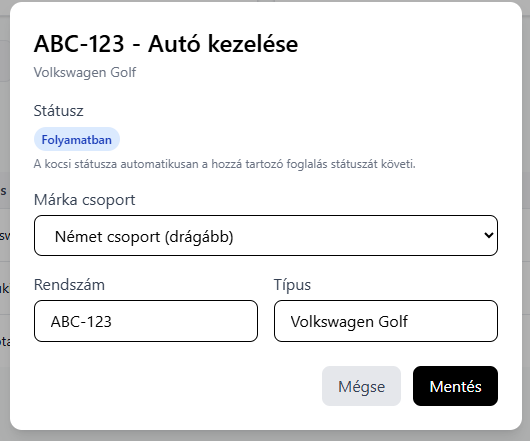 ABC-123 - Autó kezelése
Volkswagen Golf
Státusz
Folyamatban
A kocsi státusza automatikusan a hozzá tartozó foglalás státuszát követi.
Márka csoport
Német csoport (drágább)
Rendszám
Típus
ABC-123
Volkswagen Golf
Mégse
Mentés